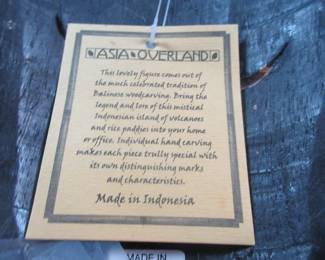 ASIA OVERLAND
This lovely figure comes out of
the much celebrated tradition of
Balinese woodcarving. Bring the
legend and lore of this mistical
Indonesian island of volcanoes
and rice paddies into your home
or office. Individual hand carving
makes each piece trully special with
its own distinguishing marks
and characteristics.
Made in Indonesia
MADE IN